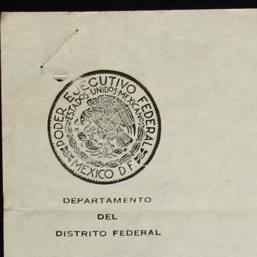 PODER EJECUTIVO FEDERAL
ESTADOS UNIDOS MEXICANOS
MEXICO D.F.
DEPARTAMENTO
DEL
DISTRITO FEDERAL